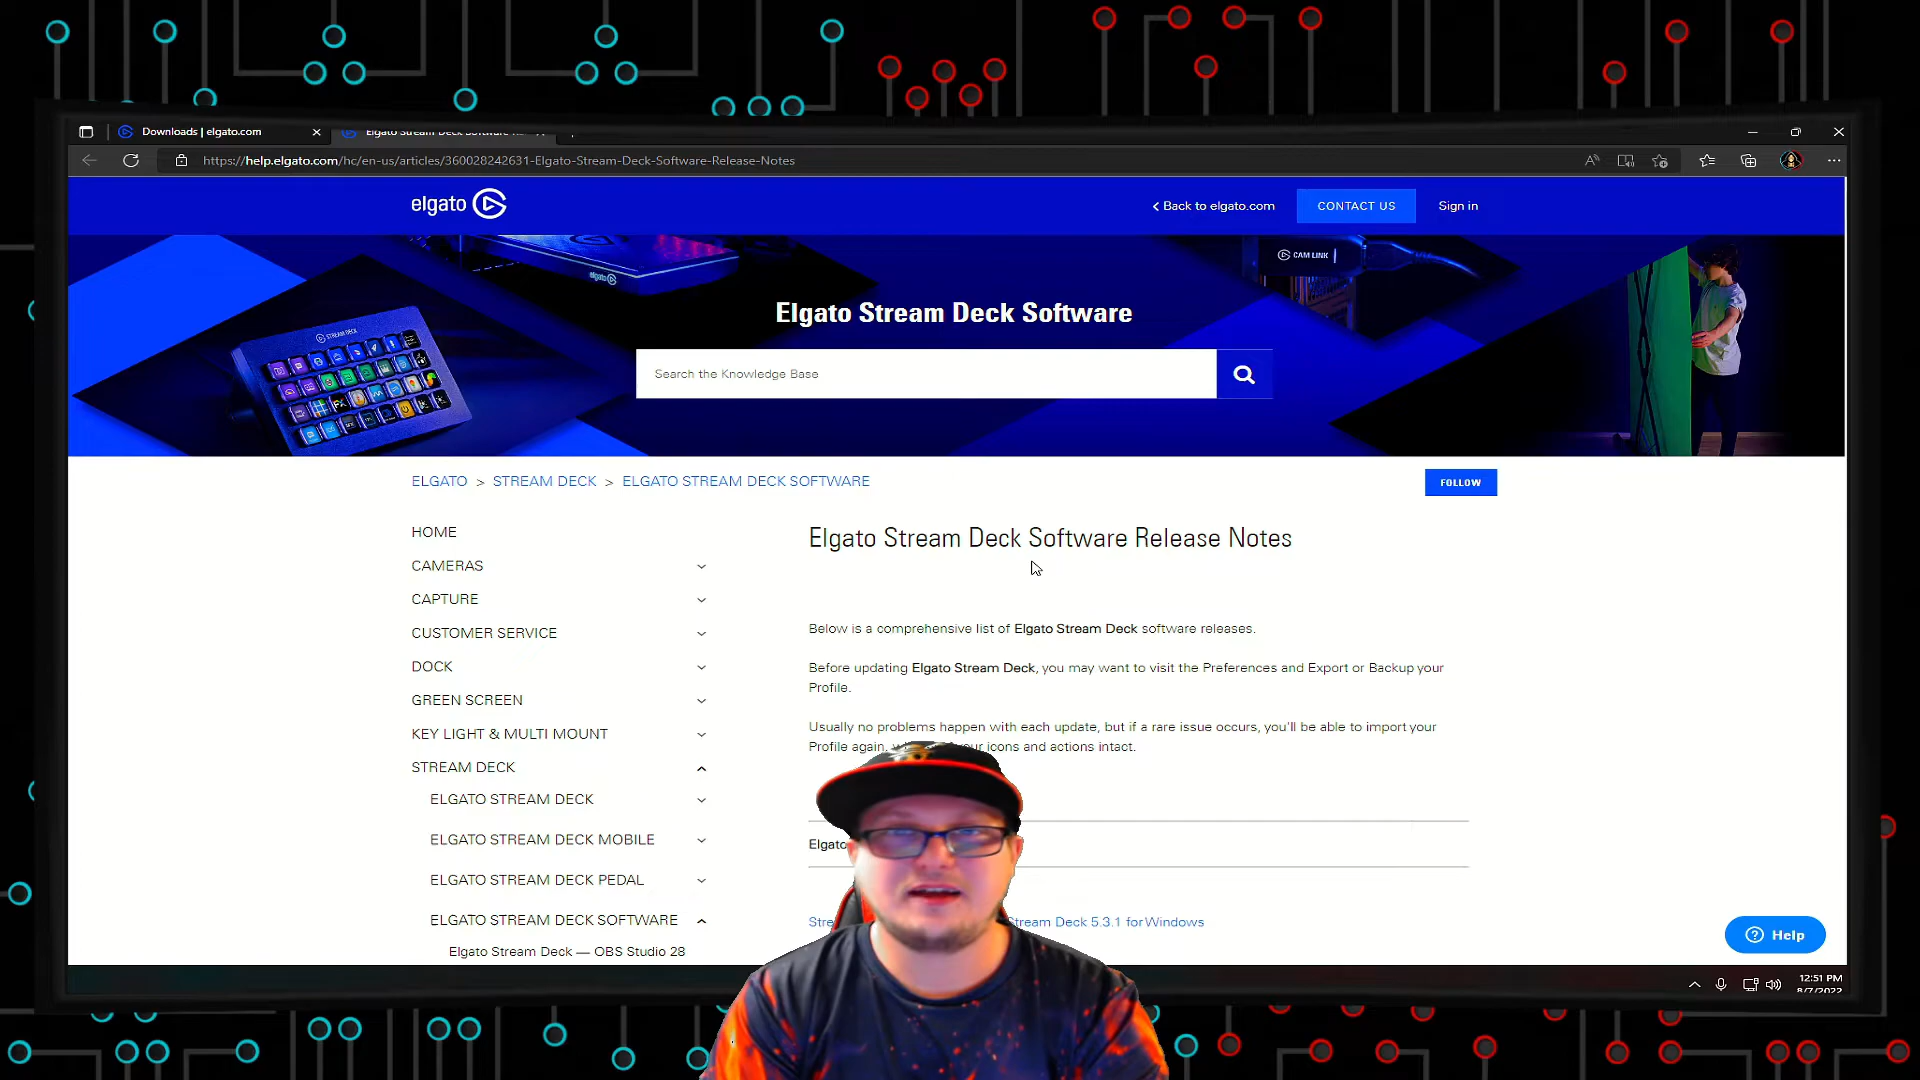 Downloads | elgato.com
https://help.elgato.com/hc/en-us/articles/360028242631-Elgato-Stream-Deck-Software-Release-Notes
elgato
Back to elgato.com
CONTACT US
Sign in
elgato
CAM LINK
STREAM DECK
Elgato Stream Deck Software
Search the Knowledge Base
ELGATO > STREAM DECK > ELGATO STREAM DECK SOFTWARE
FOLLOW
HOME
CAMERAS
CAPTURE
CUSTOMER SERVICE
DOCK
GREEN SCREEN
KEY LIGHT & MULTI MOUNT
STREAM DECK
ELGATO STREAM DECK
ELGATO STREAM DECK MOBILE
ELGATO STREAM DECK PEDAL
ELGATO STREAM DECK SOFTWARE
Elgato Stream Deck — OBS Studio 28
Elgato Stream Deck Software Release Notes
Below is a comprehensive list of Elgato Stream Deck software releases.
Before updating Elgato Stream Deck, you may want to visit the Preferences and Export or Backup your
Profile.
Usually no problems happen with each update, but if a rare issue occurs, you'll be able to import your
Profile again, icons and actions intact.
Elgato
Stream Deck 5.3.1 for Windows
Help
12:51 PM
8/7/2022